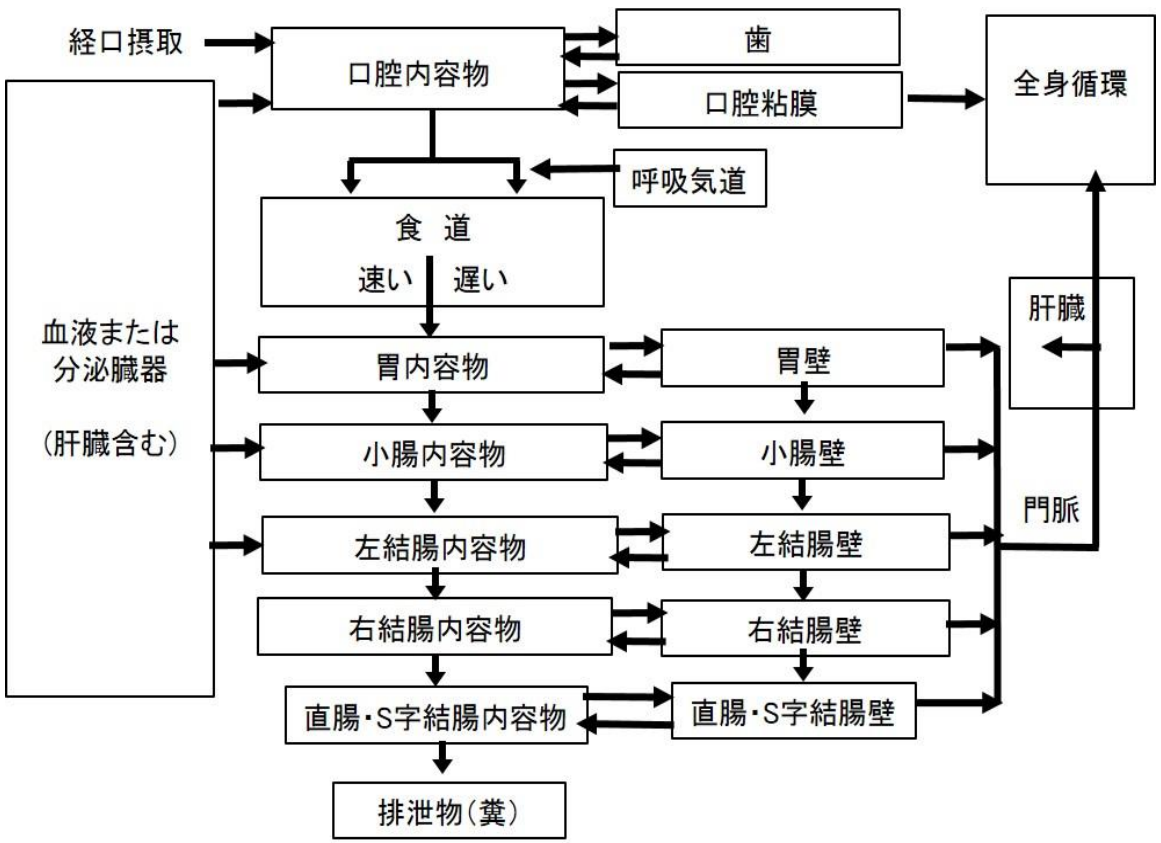 経口摂取
口腔内容物
歯
口腔粘膜
全身循環
呼吸気道
食 道
速い 遅い
血液または
分泌臓器
(肝臓含む)
肝臓
胃内容物
胃壁
小腸内容物
小腸壁
門脈
左結腸内容物
左結腸壁
右結腸内容物
右結腸壁
直腸・S字結腸内容物
直腸・S字結腸壁
排泄物(糞)